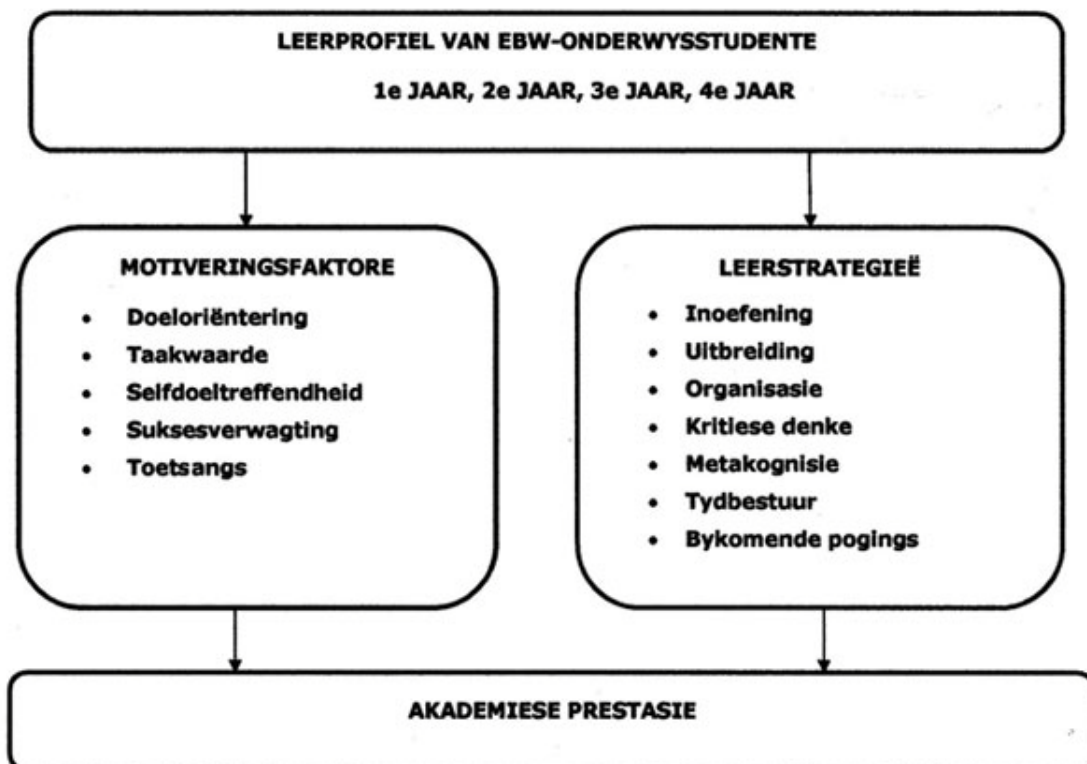 LEERPROFIEL VAN EBW-ONDERWYSSTUDENTE
1e JAAR, 2e JAAR, 3e JAAR, 4e JAAR
MOTIVERINGSFAKTORE
• Doeloriëntering
• Taakwaarde
• Selfdoeltreffendheid
• Suksesverwagting
• Toetsangs
LEERSTRATEGIEË
• Inoefening
• Uitbreiding
• Organisasie
• Kritiese denke
• Metakognisie
• Tydbestuur
• Bykomende pogings
AKADEMIESE PRESTASIE